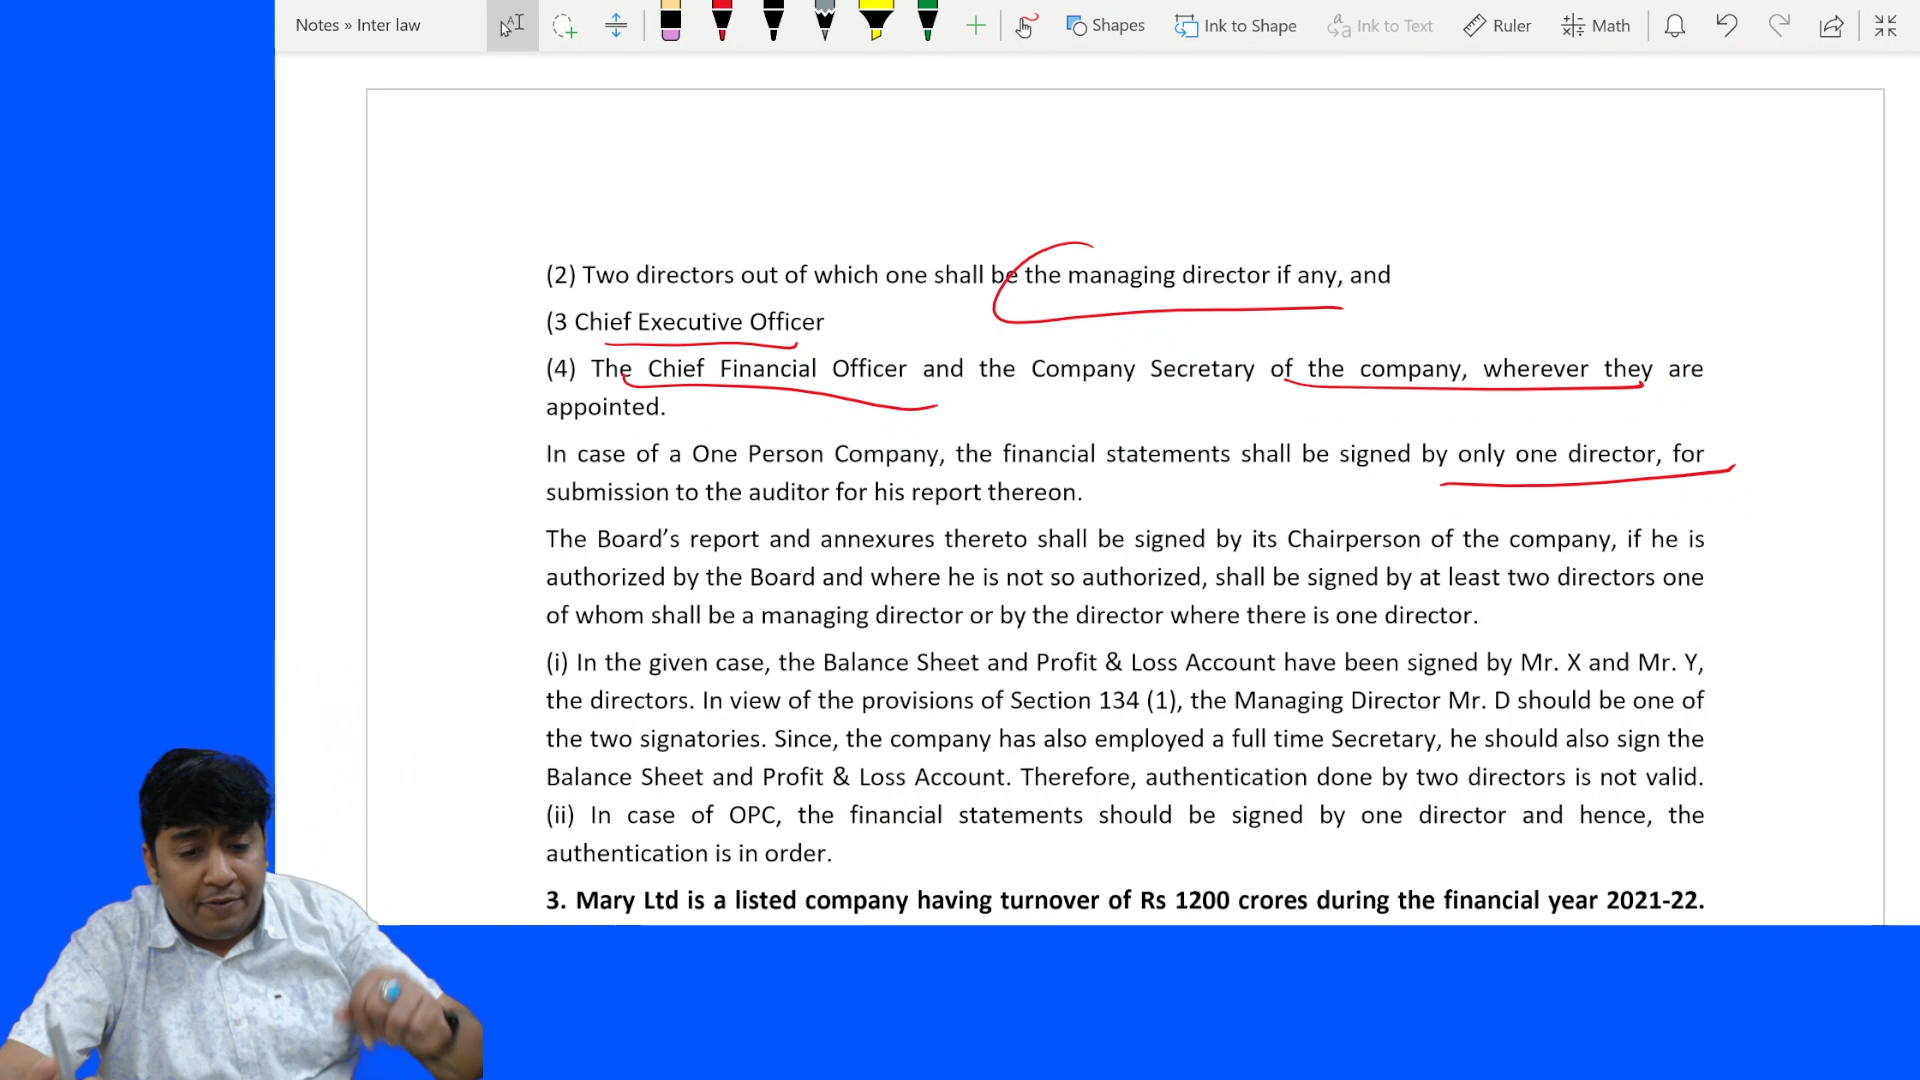 Notes » Inter law
Shapes
Ink to Shape
Ink to Text
Ruler
Math
(2) Two directors out of which one shall be the managing director if any, and
(3 Chief Executive Officer
(4) The Chief Financial Officer and the Company Secretary of the company, wherever they are
appointed.
In case of a One Person Company, the financial statements shall be signed by only one director, for
submission to the auditor for his report thereon.
The Board’s report and annexures thereto shall be signed by its Chairperson of the company, if he is
authorized by the Board and where he is not so authorized, shall be signed by at least two directors one
of whom shall be a managing director or by the director where there is one director.
(i) In the given case, the Balance Sheet and Profit & Loss Account have been signed by Mr. X and Mr. Y,
the directors. In view of the provisions of Section 134 (1), the Managing Director Mr. D should be one of
the two signatories. Since, the company has also employed a full time Secretary, he should also sign the
Balance Sheet and Profit & Loss Account. Therefore, authentication done by two directors is not valid.
(ii) In case of OPC, the financial statements should be signed by one director and hence, the
authentication is in order.
3. Mary Ltd is a listed company having turnover of Rs 1200 crores during the financial year 2021-22.